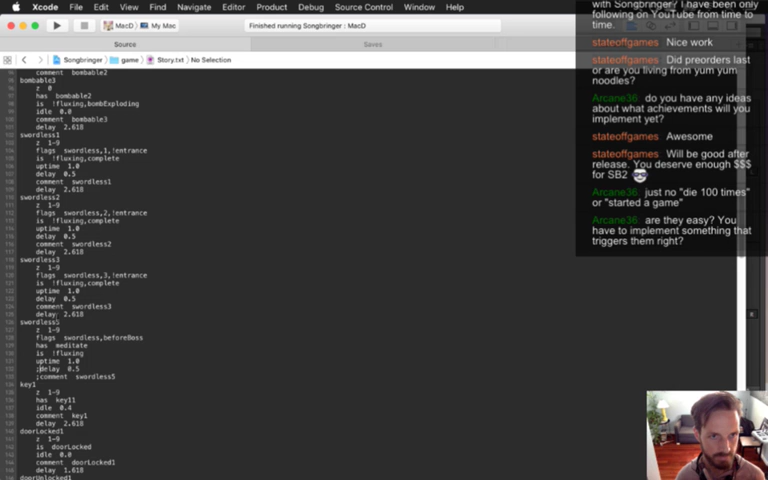 Xcode File Edit View Find Navigate Editor Product Debug Source Control Window Help
MacD My Mac Finished running Songbringer : MacD
Source Saves
Songbringer game Story.txt No Selection
comment bombable2
bombable3
z 0
has bombable2
is !fluxing,bombExploding
idle 0.0
comment bombable3
delay 2.618
swordless1
z 1-9
flags swordless,1,!entrance
is !fluxing,complete
uptime 1.0
delay 0.5
comment swordless1
delay 2.618
swordless2
z 1-9
flags swordless,2,!entrance
is !fluxing,complete
uptime 1.0
delay 0.5
comment swordless2
delay 2.618
swordless3
z 1-9
flags swordless,3,!entrance
is !fluxing,complete
uptime 1.0
delay 0.5
comment swordless3
delay 2.618
swordless5
z 1-9
flags swordless,beforeBoss
has meditate
is !fluxing
uptime 1.0
;delay 0.5
;comment swordless5
key1
z 1-9
has key11
idle 0.4
comment key1
delay 2.618
doorLocked1
z 1-9
is doorLocked
idle 0.0
comment doorLocked1
delay 1.618
doorUnlocked1
with Songbringer? I have been only
following on YouTube from time to
time.
stateoffgames Nice work
stateoffgames Did preorders last
or are you living from yum yum
noodles?
Arcane36: do you have any ideas
about what achievements will you
implement yet?
stateoffgames Awesome
stateoffgames Will be good after
release. You deserve enough $$$
for SB2
Arcane36: just no "die 100 times"
or "started a game"
Arcane36: are they easy? You
have to implement something that
triggers them right?